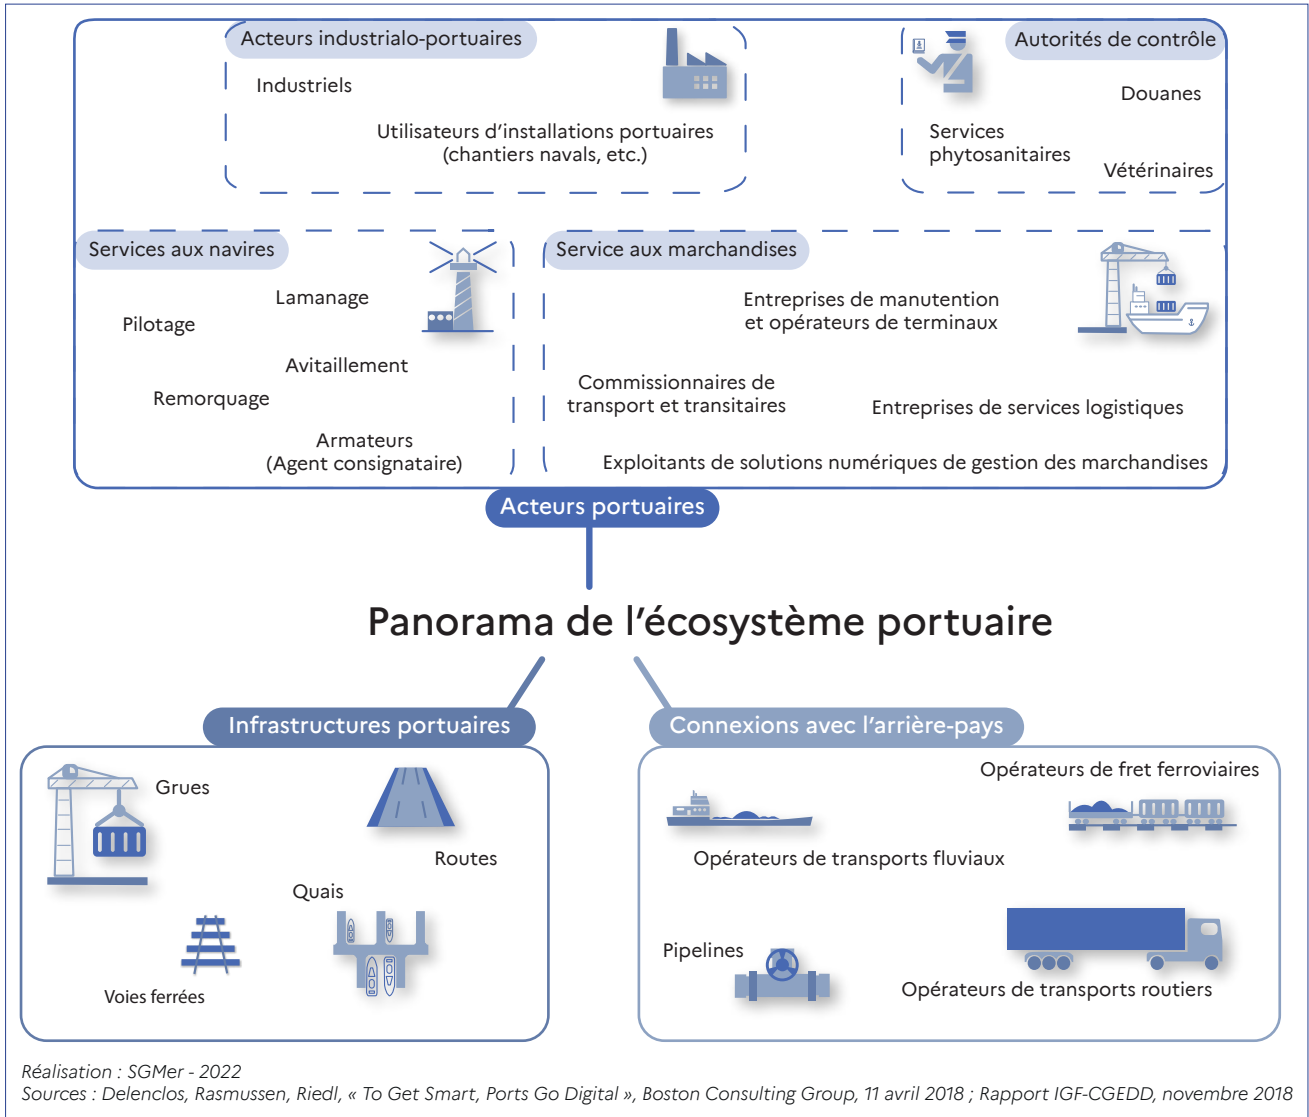 Acteurs industrialo-portuaires
Industriels
Utilisateurs d'installations portuaires
(chantiers navals, etc.)
Autorités de contrôle
Douanes
Services
phytosanitaires
Vétérinaires
Services aux navires
Lamanage
Pilotage
Avitaillement
Remorquage
Armateurs
(Agent consignataire)
Service aux marchandises
Entreprises de manutention
et opérateurs de terminaux
Commissionnaires de
transport et transitaires
Entreprises de services logistiques
Exploitants de solutions numériques de gestion des marchandises
Acteurs portuaires
Panorama de l'écosystème portuaire
Infrastructures portuaires
Grues
Routes
Quais
Voies ferrées
Connexions avec l'arrière-pays
Opérateurs de fret ferroviaires
Opérateurs de transports fluviaux
Pipelines
Opérateurs de transports routiers
Réalisation : SGMer - 2022
Sources : Delenclos, Rasmussen, Riedl, « To Get Smart, Ports Go Digital », Boston Consulting Group, 11 avril 2018 ; Rapport IGF-CGEDD, novembre 2018